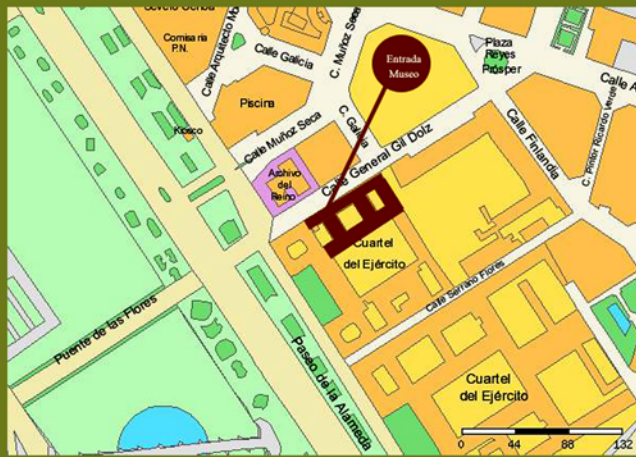 Comisaria
P.N.
Calle Arquitecto Mo
Calle Galicia
C. Muñoz Seca
Entrada
Museo
Plaza
Reyes
Prósper
Calle A
Piscina
Kiosco
Calle Muñoz Seca
C. Galicia
Calle General Gil Dolz
Calle Finlandia
C. Pintor Ricardo Verde
Archivo
del
Reino
Cuartel
del Ejército
Calle Serrano Flores
Puente de las Flores
Paseo de la Alameda
Cuartel
del Ejército
0 44 88 132